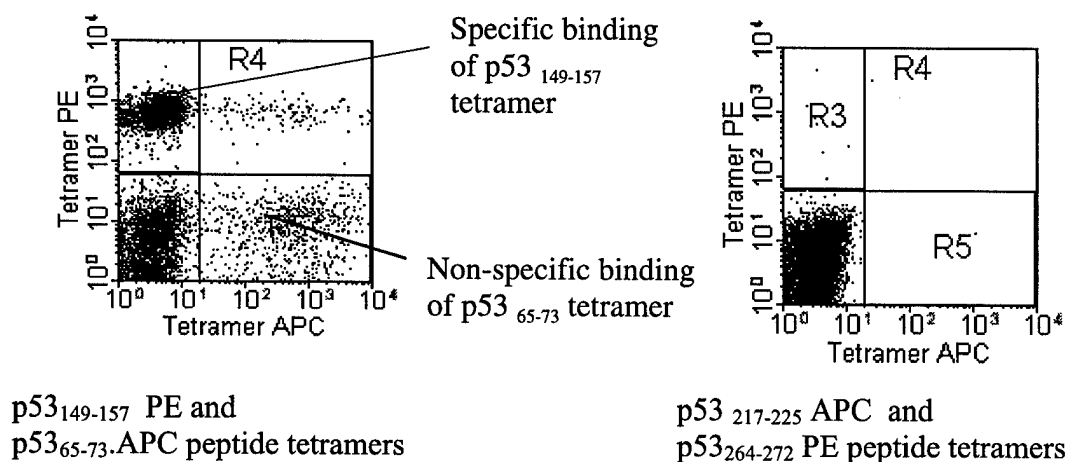 10⁴
10³
10²
10¹
10⁰
Tetramer PE
R4
10⁰ 10¹ 10² 10³ 10⁴
Tetramer APC
Specific binding
of p53 149-157
tetramer
Non-specific binding
of p53 65-73 tetramer
10⁴
10³
10²
10¹
10⁰
Tetramer PE
R3
R4
R5
10⁰ 10¹ 10² 10³ 10⁴
Tetramer APC
p53149-157 PE and
p5365-73.APC peptide tetramers
p53 217-225 APC and
p53264-272 PE peptide tetramers